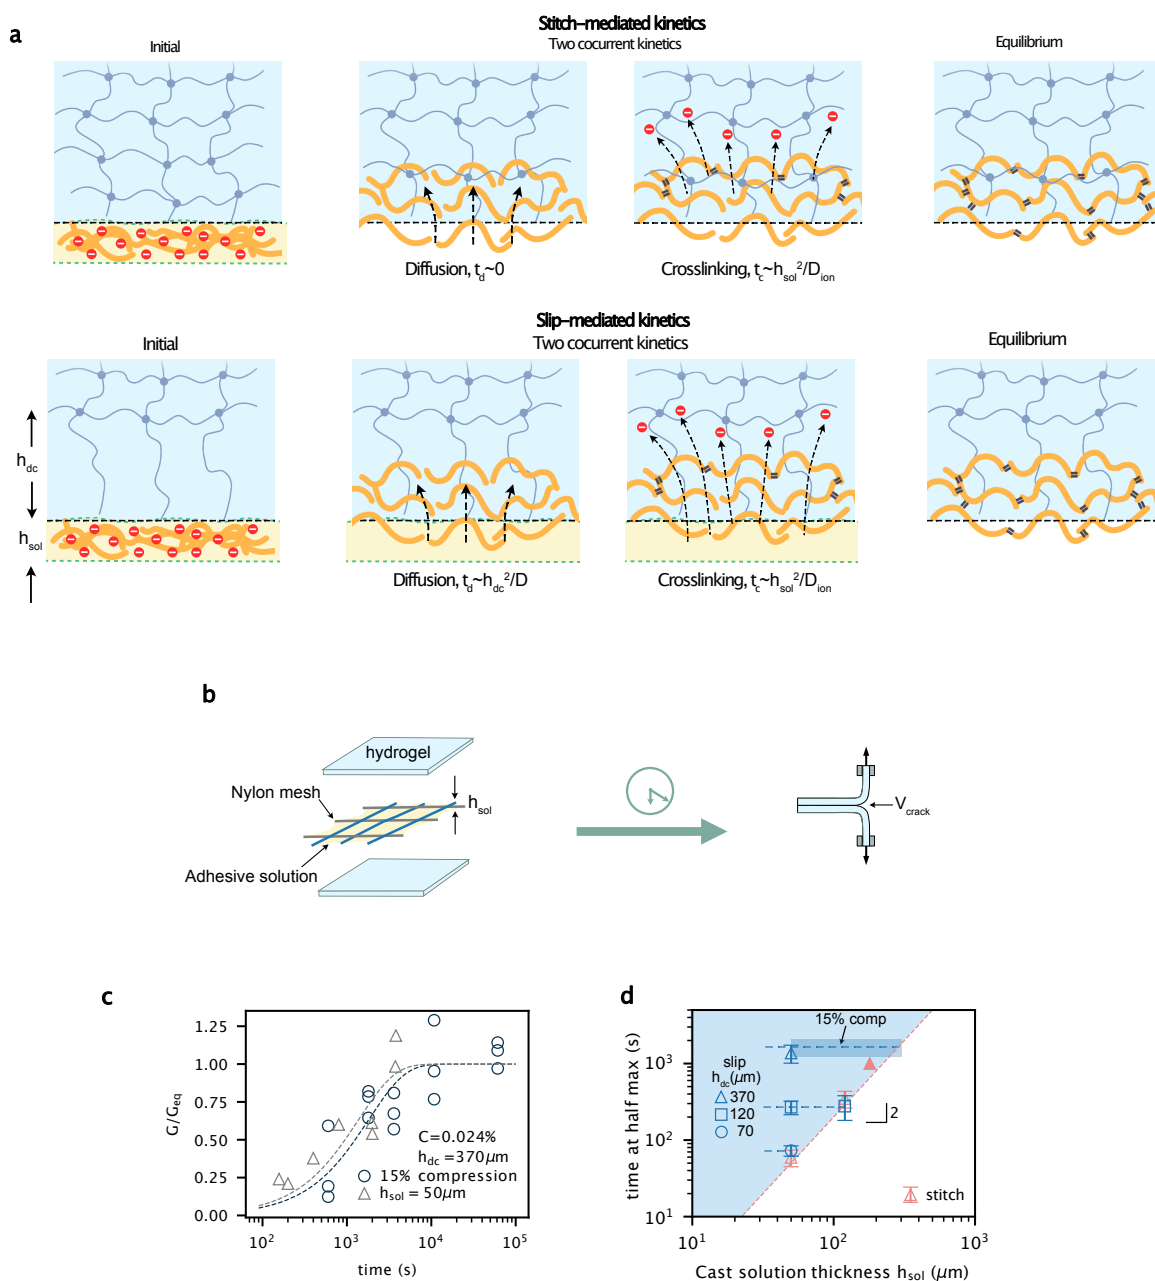 a
Stitch–mediated kinetics
Two cocurrent kinetics
Initial
Equilibrium
Diffusion, t_d~0
Crosslinking, t_c~h_sol^2/D_ion
Slip–mediated kinetics
Two cocurrent kinetics
Initial
Equilibrium
h_dc
h_sol
Diffusion, t_d~h_dc^2/D
Crosslinking, t_c~h_sol^2/D_ion
b
hydrogel
Nylon mesh
h_sol
Adhesive solution
V_crack
c
G/G_eq
1.25
1.00
0.75
0.50
0.25
0.00
C=0.024%
h_dc=370μm
15% compression
h_sol = 50μm
10^2
10^3
10^4
10^5
time (s)
d
time at half max (s)
10^3
10^2
10^1
15% comp
slip
h_dc(μm)
370
120
70
2
stitch
10^1
10^2
10^3
Cast solution thickness h_sol (μm)